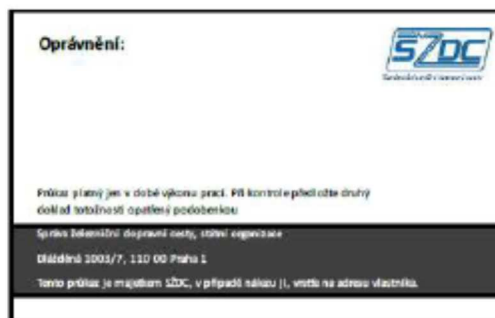 Oprávnění:
SŽDC
Průkaz platný jen v době výkonu prací. Při kontrole předložte druhý
doklad totožnosti opatřený podobenkou
Správa železniční dopravní cesty, státní organizace
Dlážděná 1003/7, 110 00 Praha 1
Tento průkaz je majetkem SŽDC, v případě nálezu ji, vraťte na adresu vlastníka.